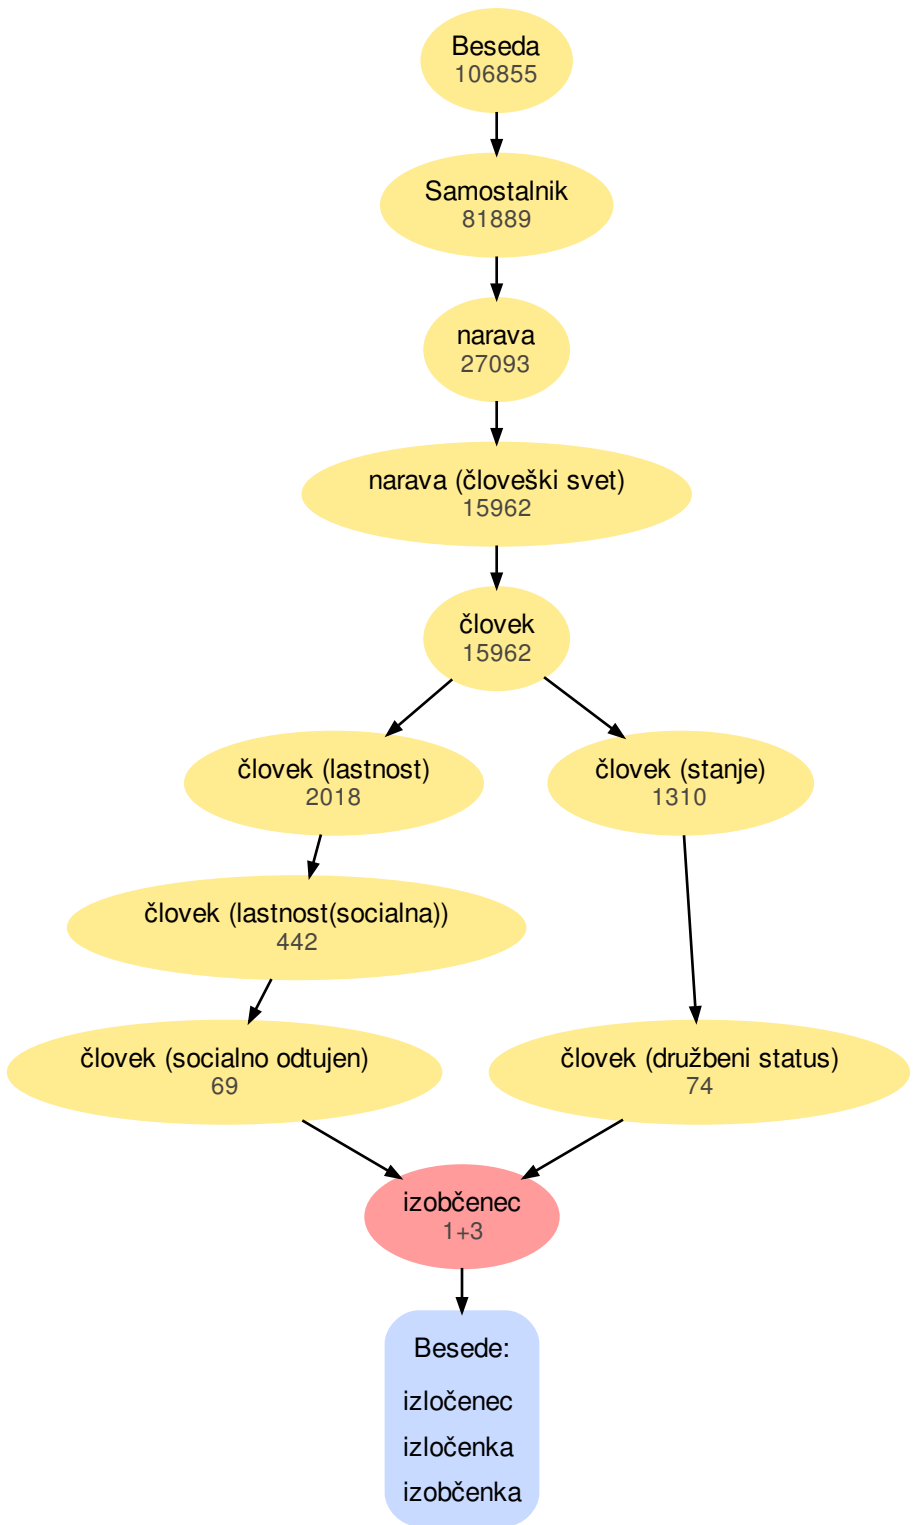 Beseda
106855
Samostalnik
81889
narava
27093
narava (človeški svet)
15962
človek
15962
človek (lastnost)
2018
človek (stanje)
1310
človek (lastnost(socialna))
442
človek (socialno odtujen)
69
človek (družbeni status)
74
izobčenec
1+3
Besede:
izločenec
izločenka
izobčenka